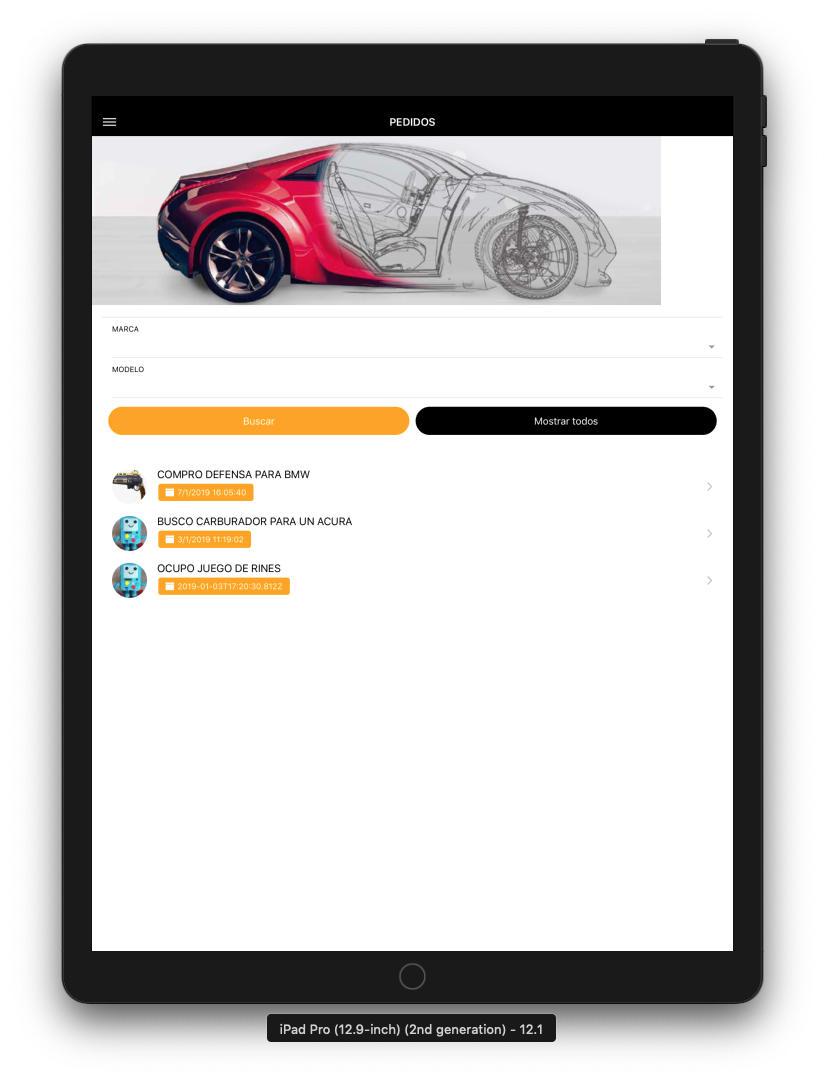 PEDIDOS
MARCA
MODELO
Buscar
Mostrar todos
COMPRO DEFENSA PARA BMW
7/1/2019 16:05:40
BUSCO CARBURADOR PARA UN ACURA
3/1/2019 11:19:02
OCUPO JUEGO DE RINES
2019-01-03T17:20:30.812Z
iPad Pro (12.9-inch) (2nd generation) - 12.1